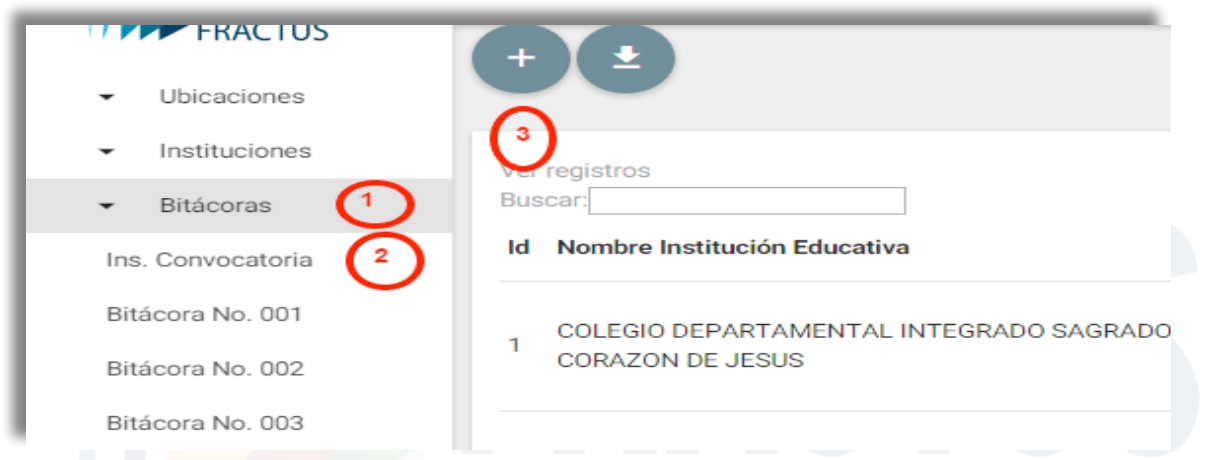 FRACTUS
Ubicaciones
Instituciones
Bitácoras 1
Ins. Convocatoria 2
Bitácora No. 001
Bitácora No. 002
Bitácora No. 003
+
3
Ver registros
Buscar:
Id Nombre Institución Educativa
1 COLEGIO DEPARTAMENTAL INTEGRADO SAGRADO
CORAZON DE JESUS